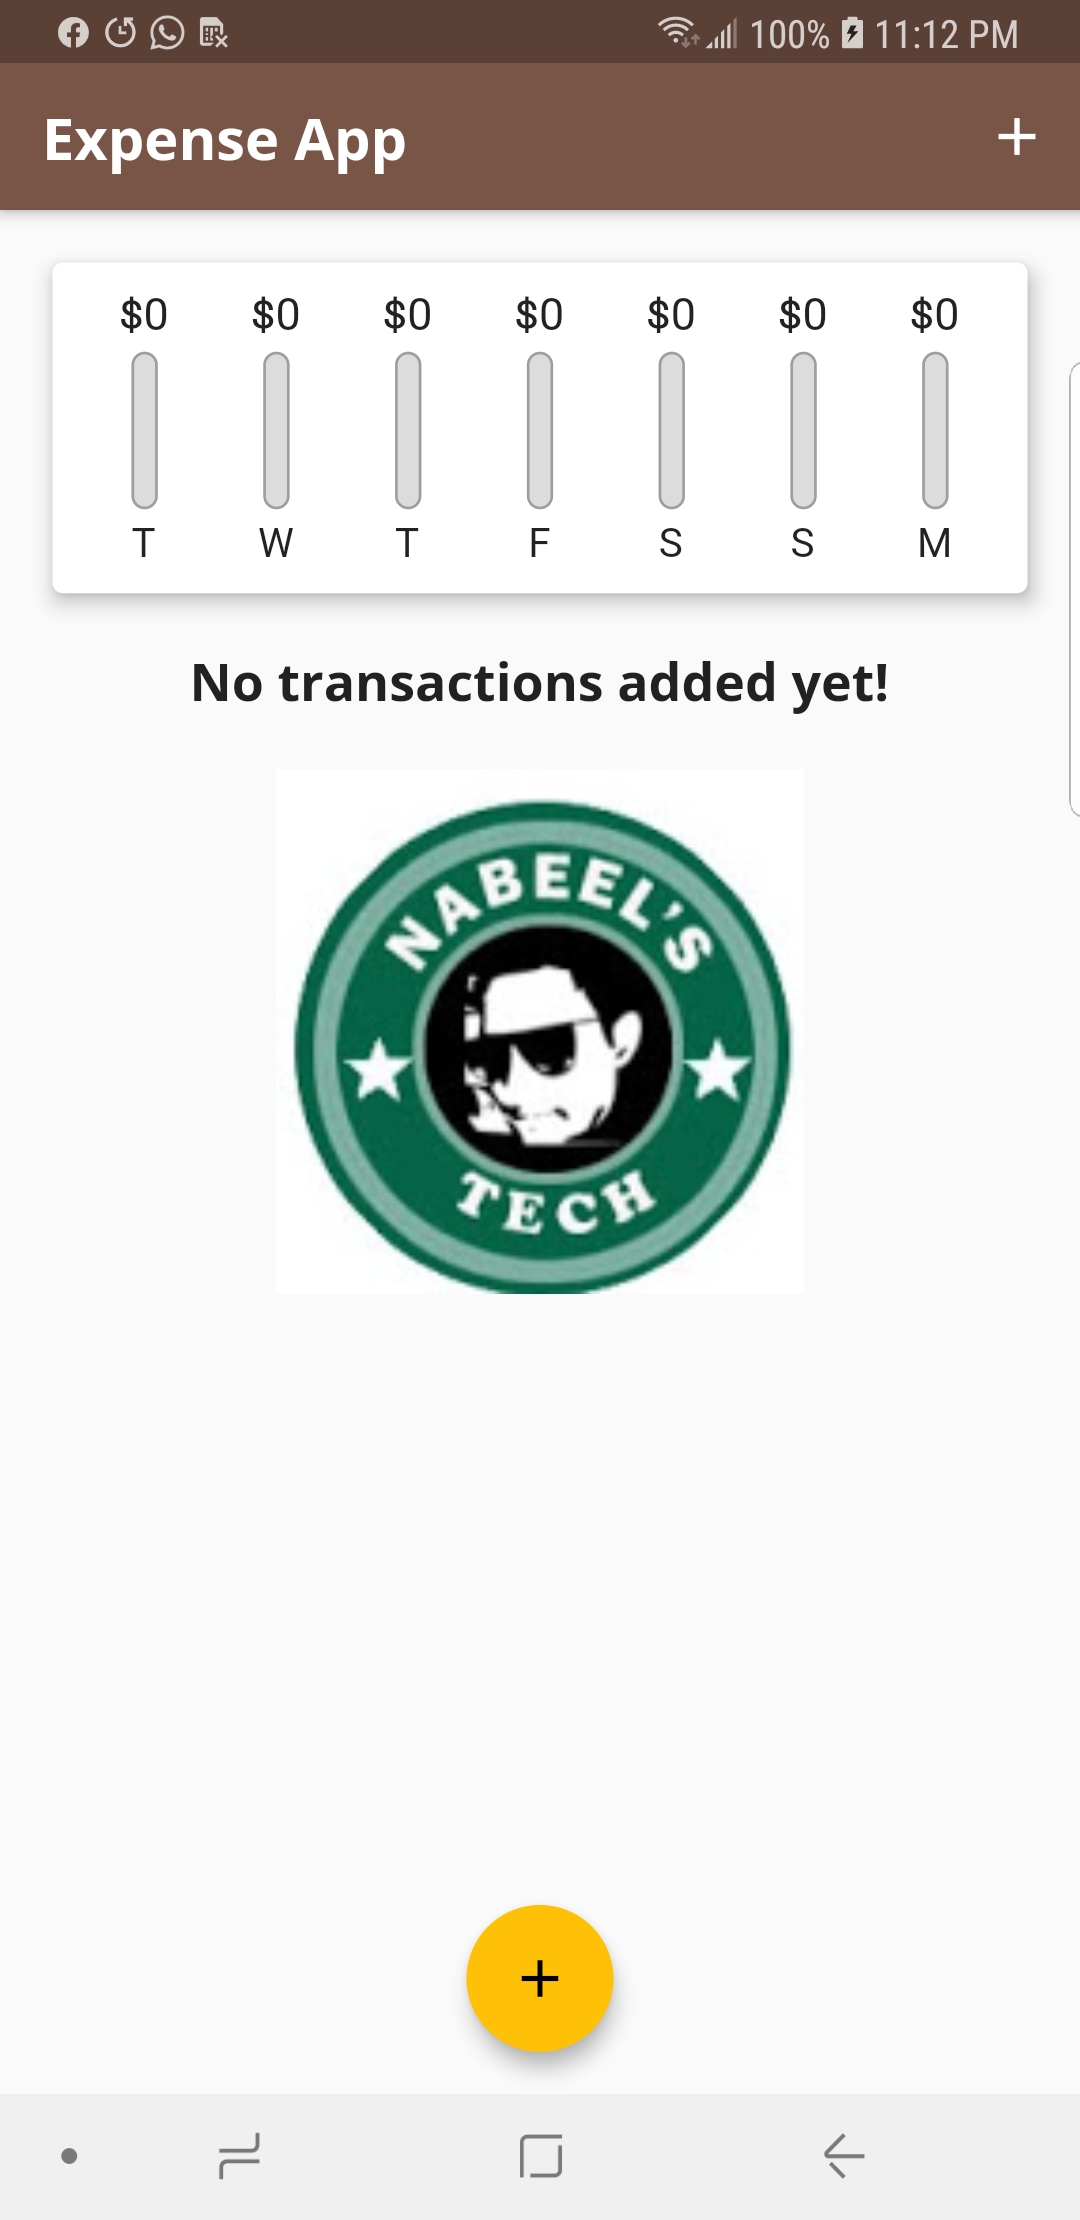 100% 11:12 PM
Expense App +
$0 $0 $0 $0 $0 $0 $0
T W T F S S M
No transactions added yet!
NABEEL'S
TECH
+